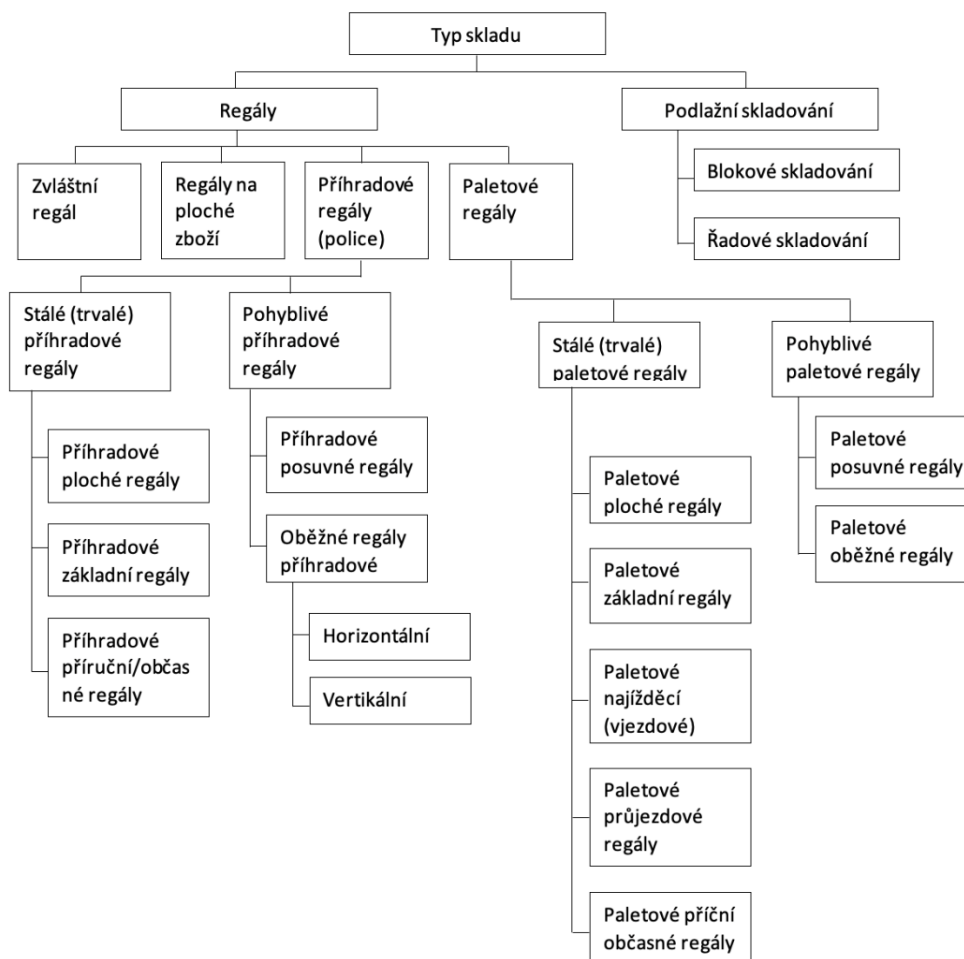 Typ skladu
Regály
Podlažní skladování
Zvláštní
regál
Regály na
ploché
zboží
Příhradové
regály
(police)
Paletové
regály
Blokové skladování
Řadové skladování
Stálé (trvalé)
příhradové
regály
Pohyblivé
příhradové
regály
Stálé (trvalé)
paletové regály
Pohyblivé
paletové regály
Příhradové
ploché regály
Příhradové
základní regály
Příhradové
příruční/občas
né regály
Příhradové
posuvné regály
Oběžné regály
příhradové
Horizontální
Vertikální
Paletové
ploché regály
Paletové
základní regály
Paletové
najížděcí
(vjezdové)
Paletové
průjezdové
regály
Paletové příční
občasné regály
Paletové
posuvné regály
Paletové
oběžné regály